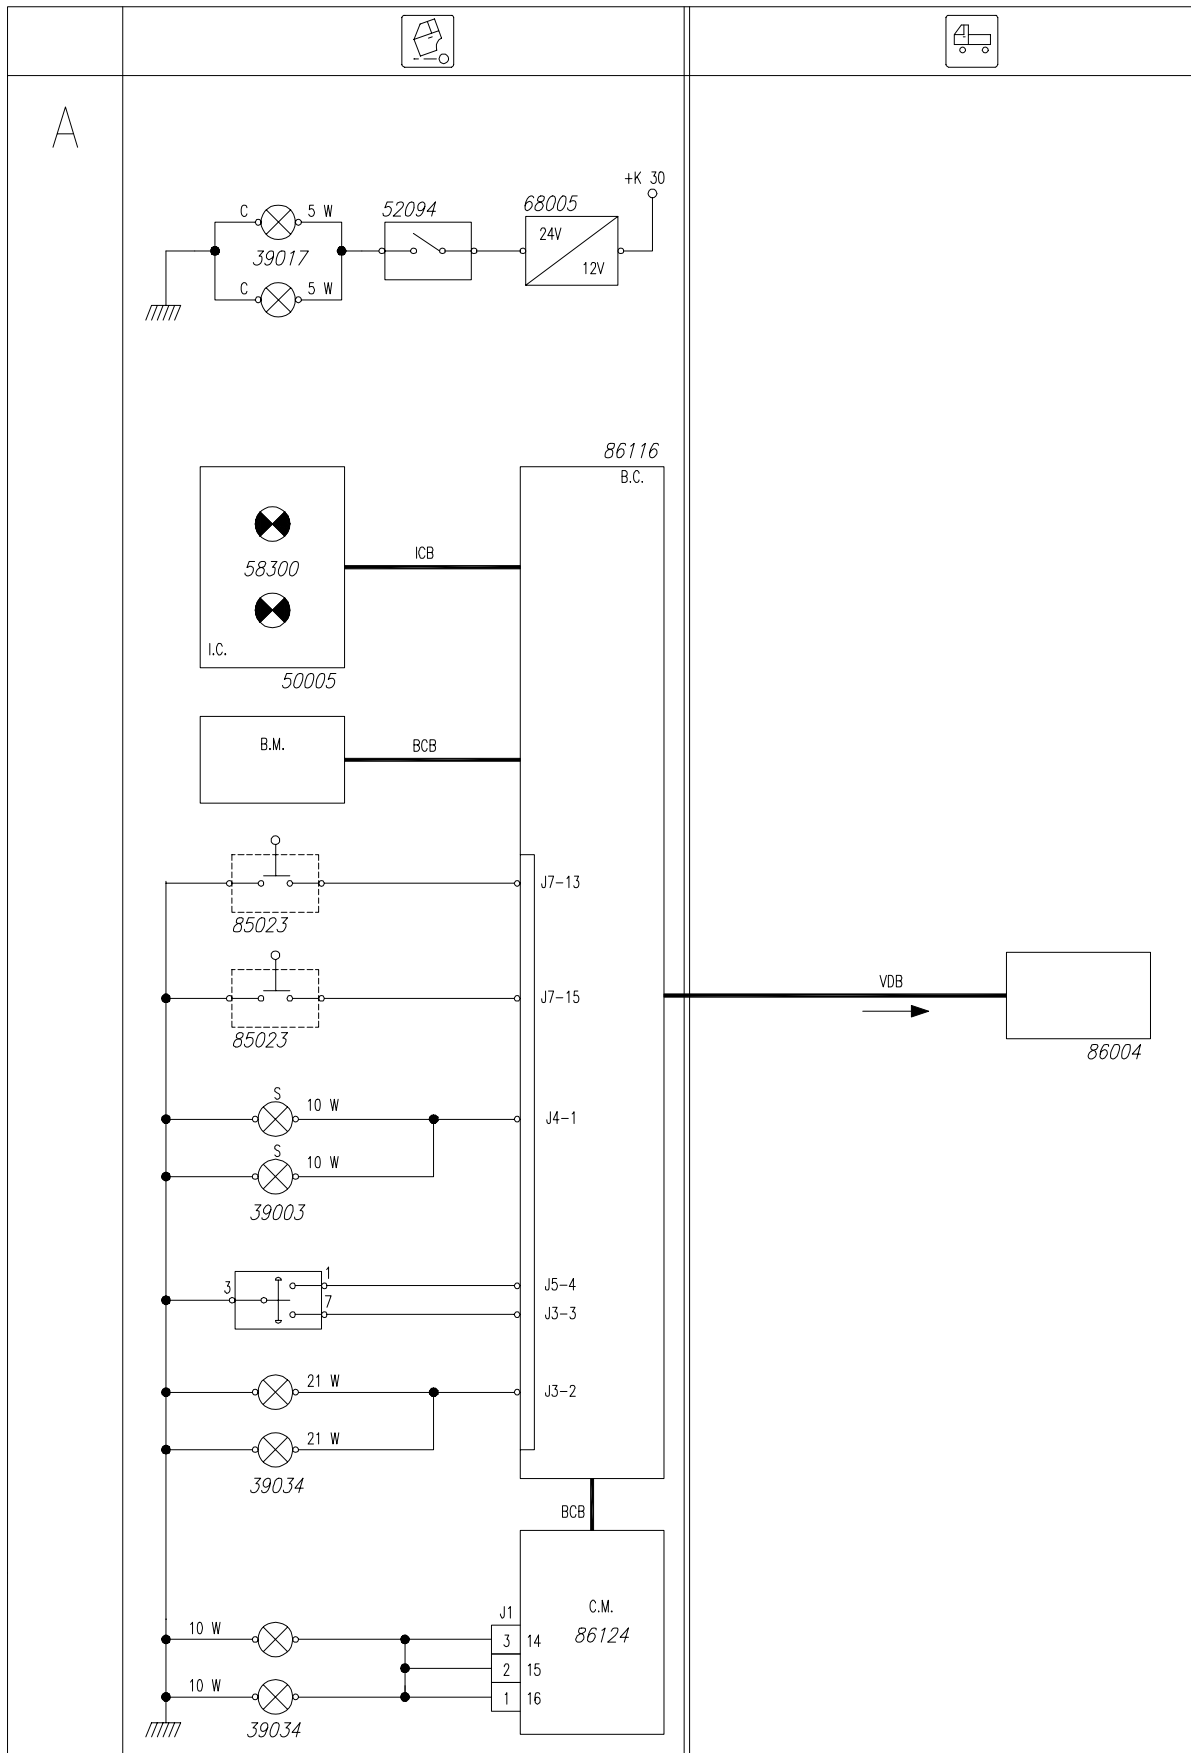 A
+K 30
C 5 W
52094
68005
24V
39017
12V
C 5 W
86116
B.C.
ICB
58300
I.C.
50005
B.M.
BCB
J7-13
85023
J7-15
VDB
85023
86004
S
10 W
J4-1
S
10 W
39003
1
J5-4
3
7
J3-3
21 W
J3-2
21 W
39034
BCB
C.M.
J1
86124
10 W
3 14
2 15
10 W
1 16
39034